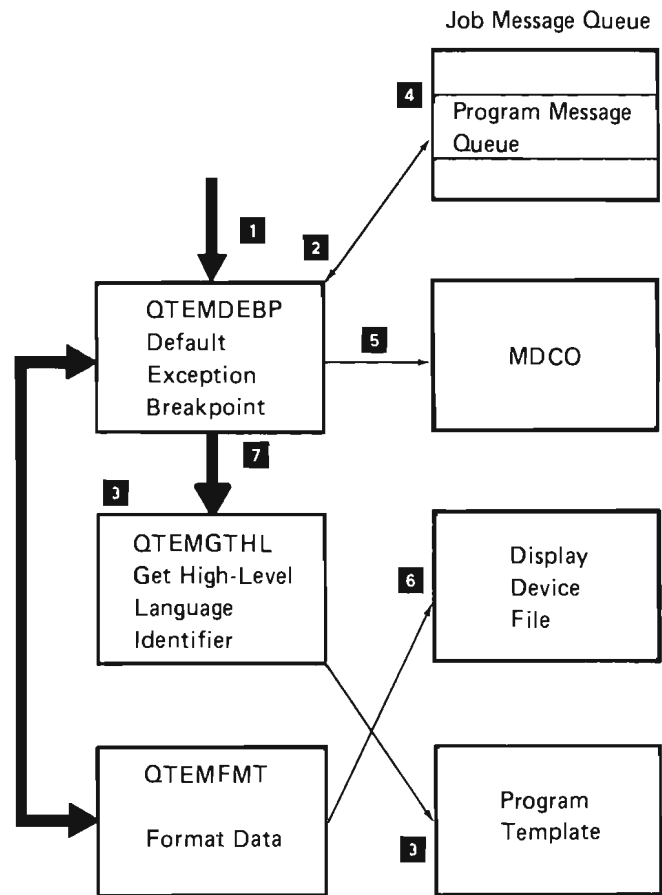 Job Message Queue
4
Program Message
Queue
1
2
QTEMDEBP
Default
Exception
Breakpoint
5
MDCO
7
3
QTEMGTHL
Get High-Level
Language
Identifier
6
Display
Device
File
QTEMFMT
Format Data
3
Program
Template